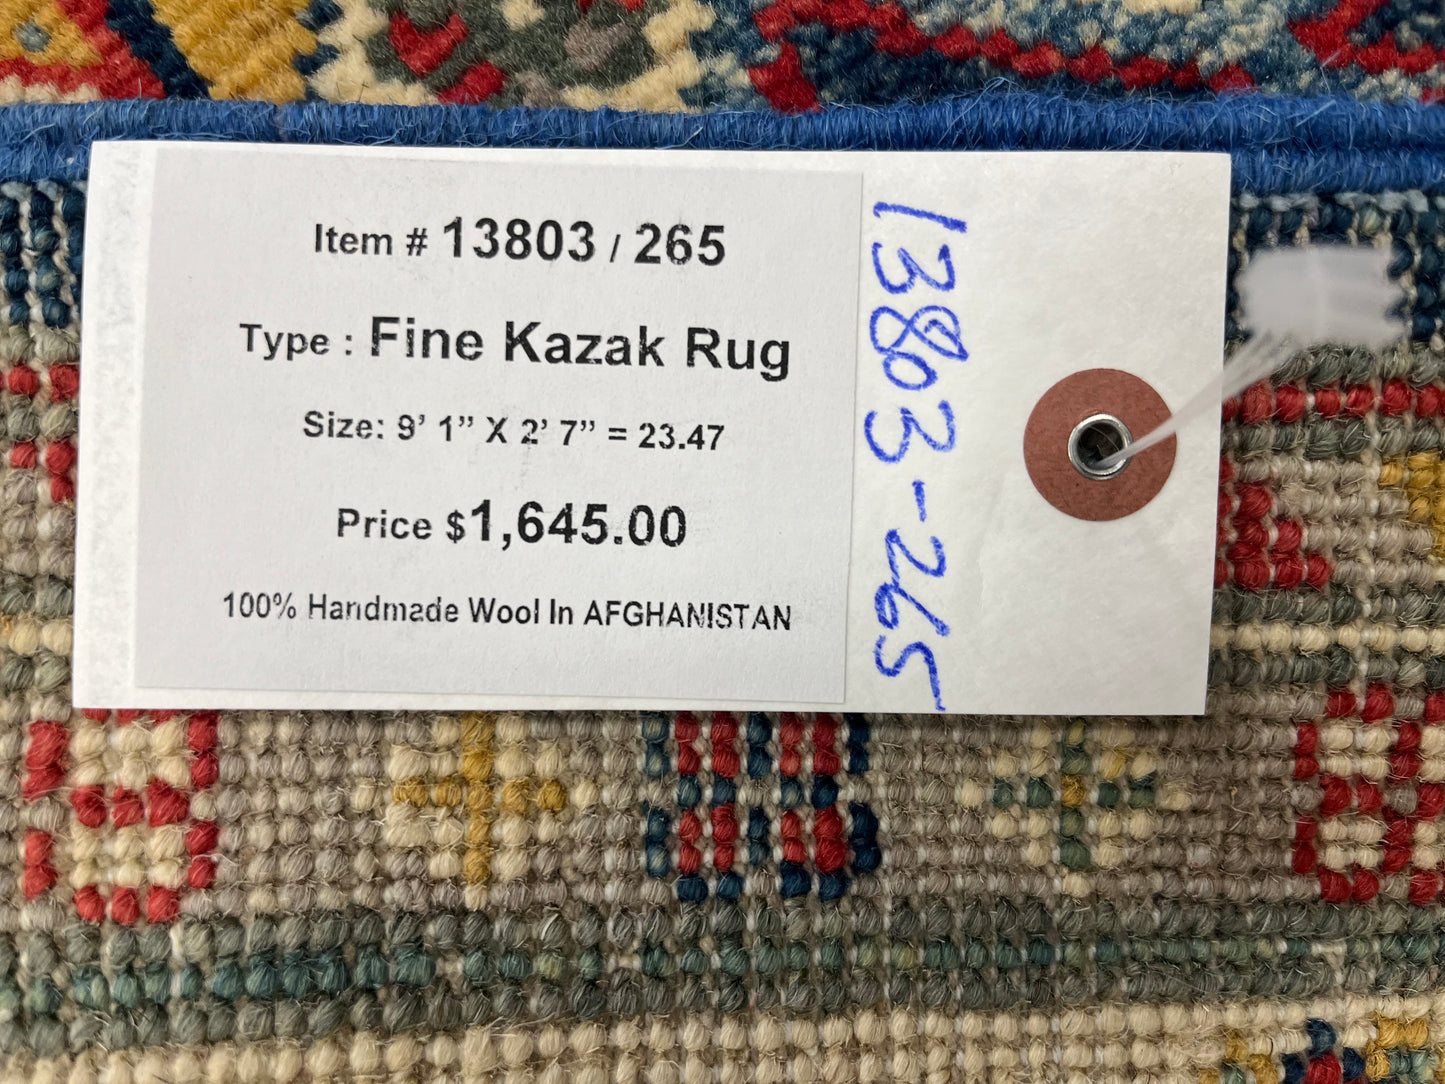 Item # 13803 / 265
Type : Fine Kazak Rug
Size: 9’ 1” X 2’ 7” = 23.47
Price $1,645.00
100% Handmade Wool In AFGHANISTAN
13803-265